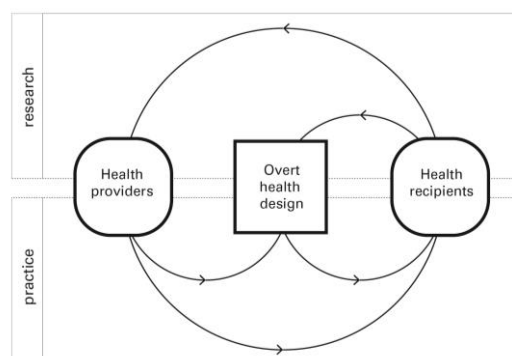 research
Health
providers
Overt
health
design
Health
recipients
practice